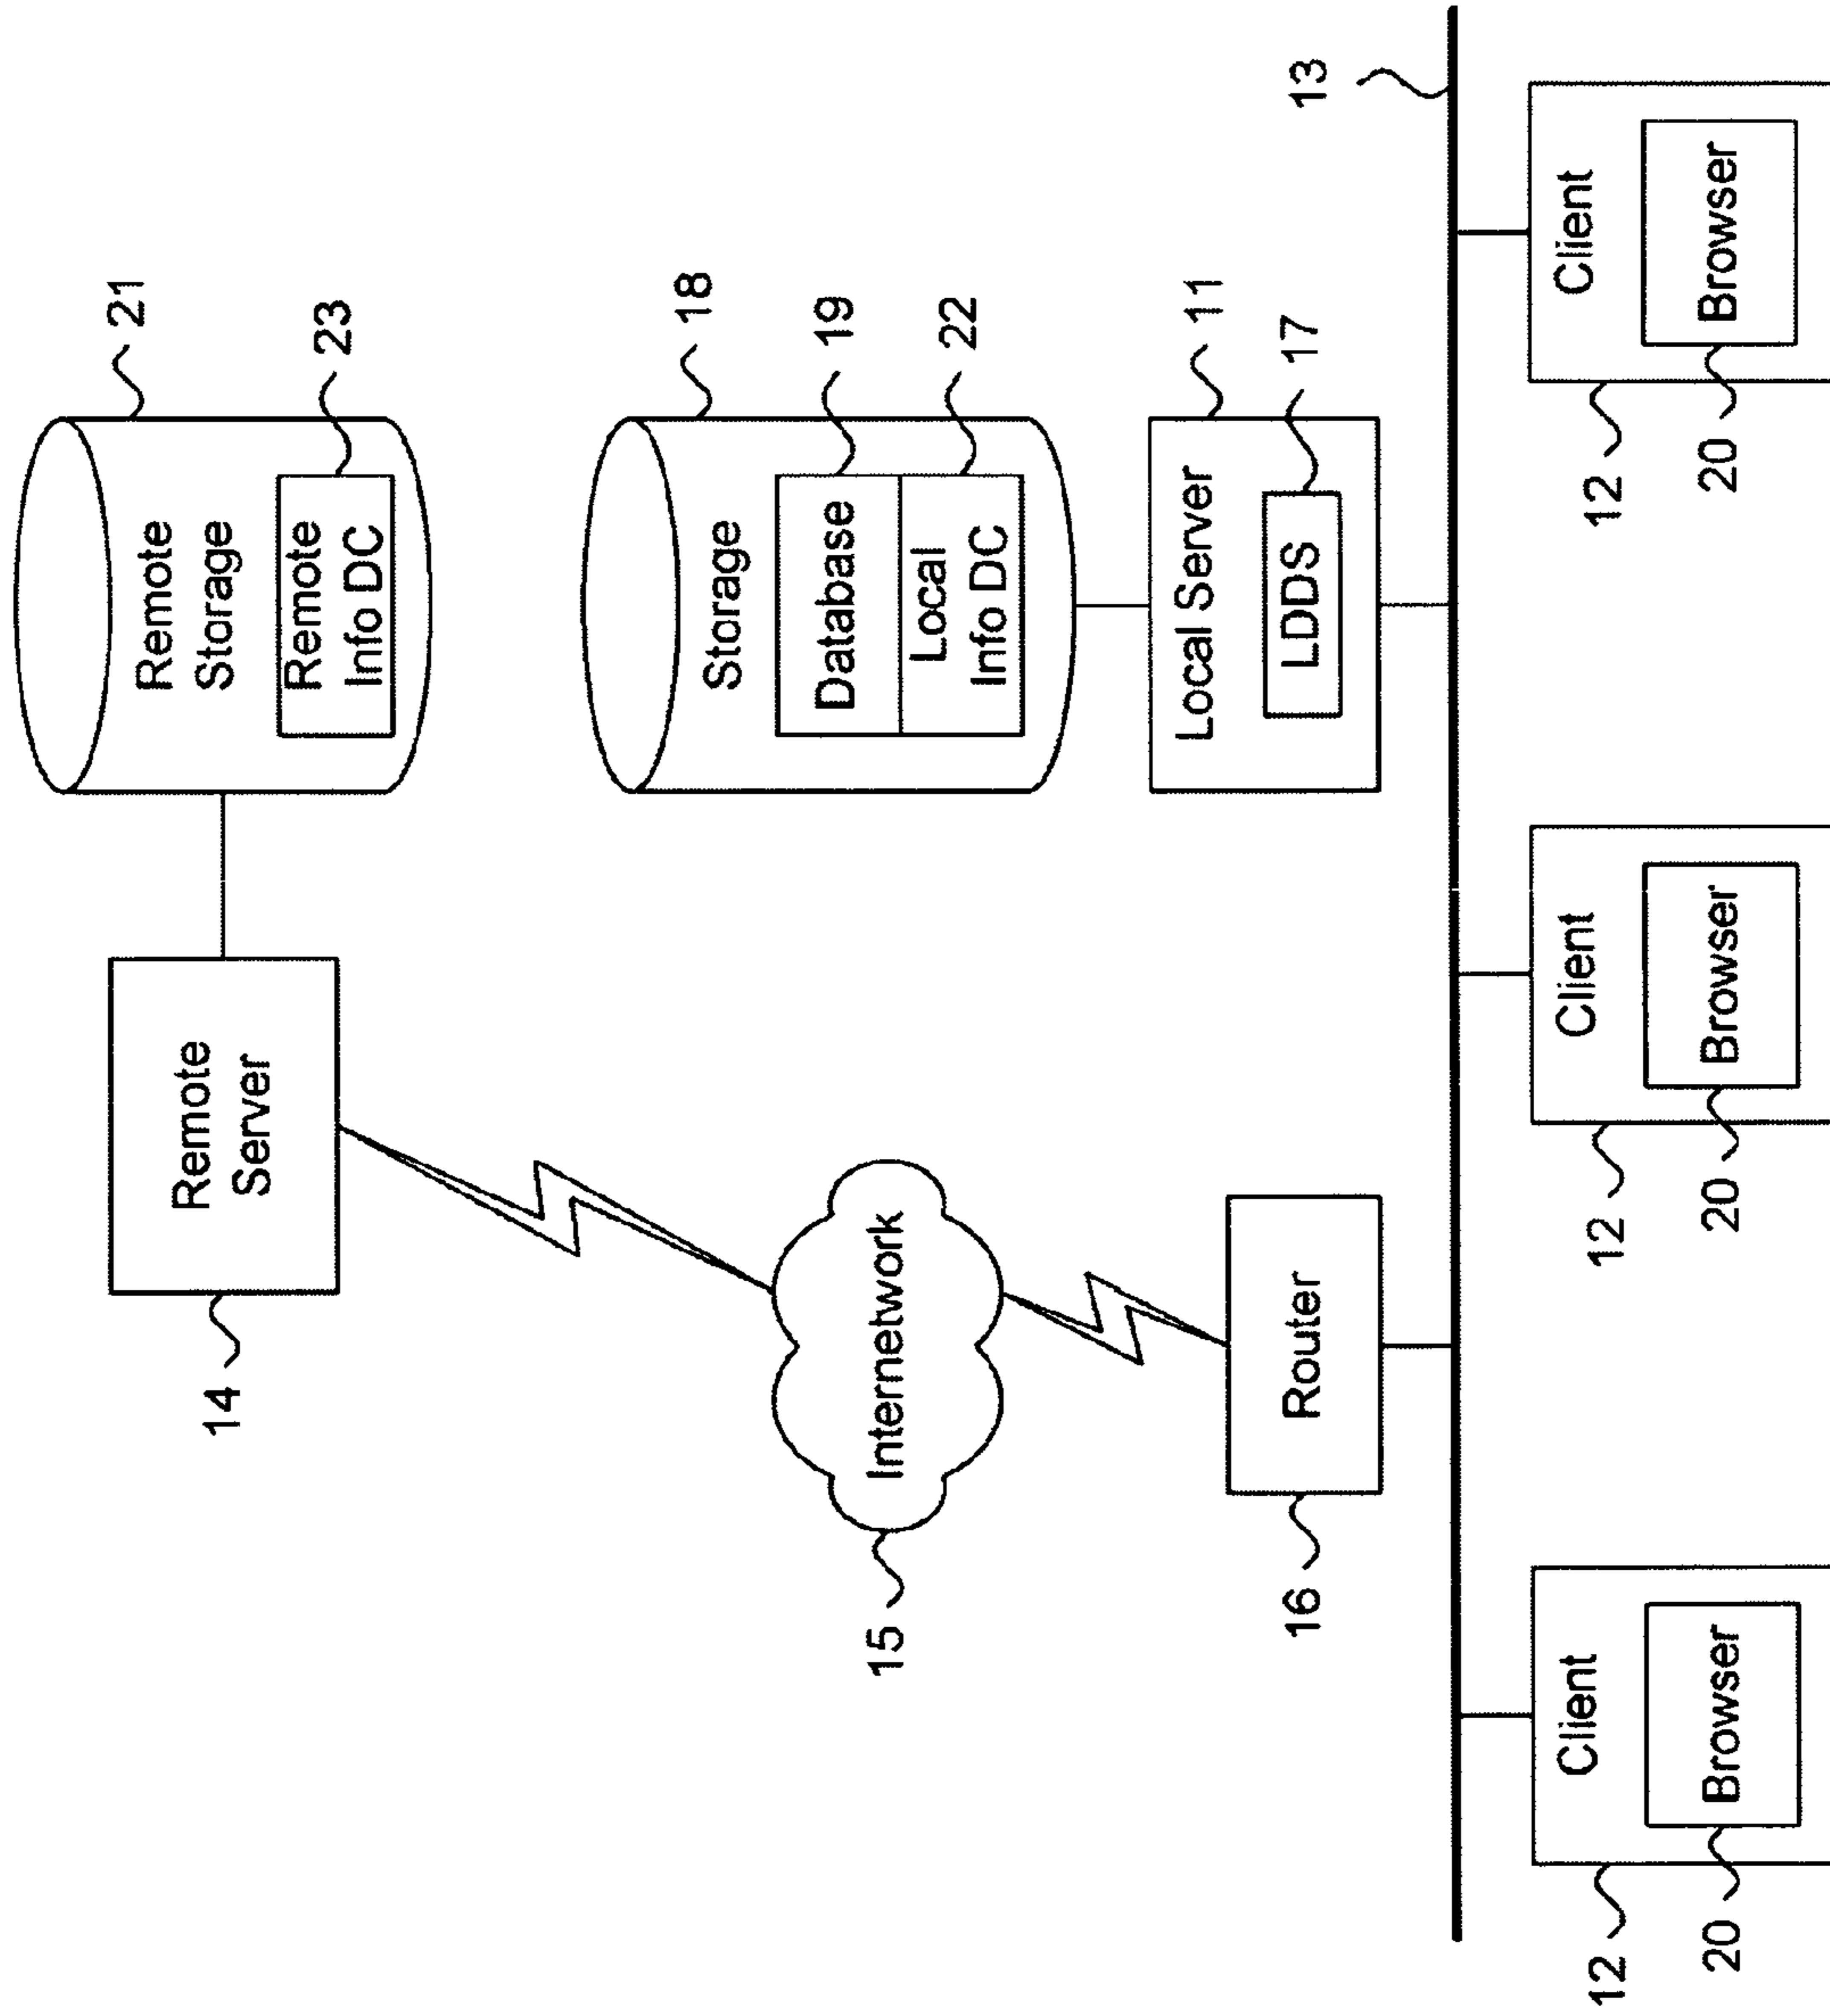 Remote
Storage
21
Remote
Info DC
23
Remote
Server
14
Storage
18
Database
19
Local
Info DC
22
Internetwork
15
Local Server
11
LDDS
17
Router
16
13
Client
12
Browser
20
Client
12
Browser
20
Client
12
Browser
20